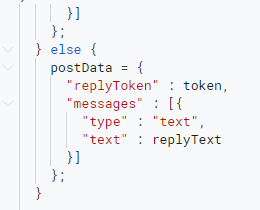 }]
};
} else {
postData = {
"replyToken" : token,
"messages" : [{
"type" : "text",
"text" : replyText
}]
};
}